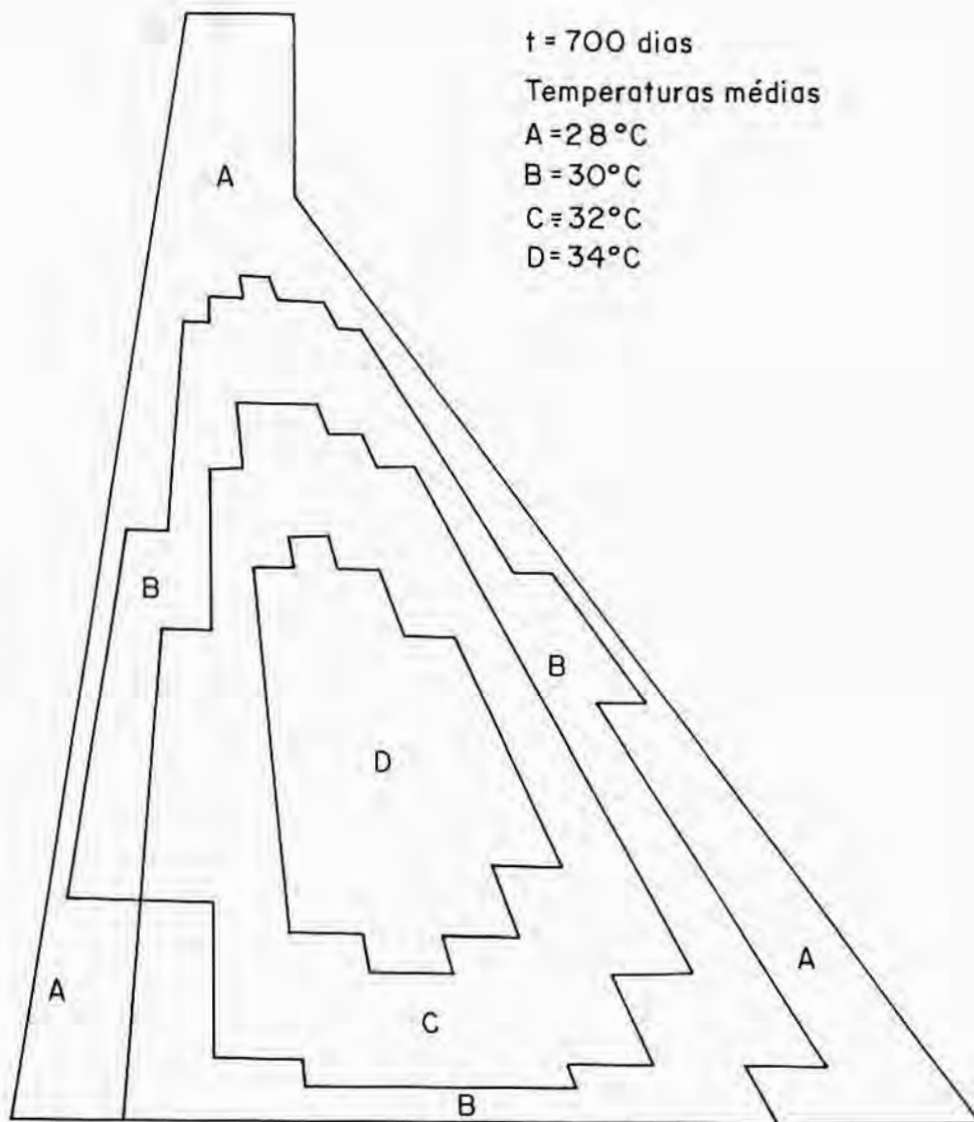 t = 700 dias
Temperaturas médias
A = 28°C
B = 30°C
C = 32°C
D = 34°C
A
B
B
D
A
A
C
B